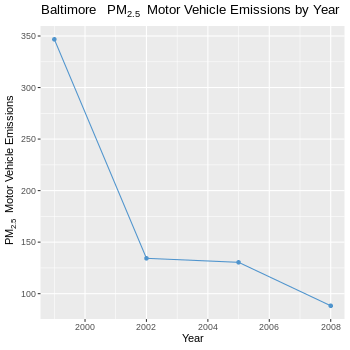 Baltimore PM2.5 Motor Vehicle Emissions by Year
PM2.5 Motor Vehicle Emissions
350
300
250
200
150
100
2000 2002 2004 2006 2008
Year